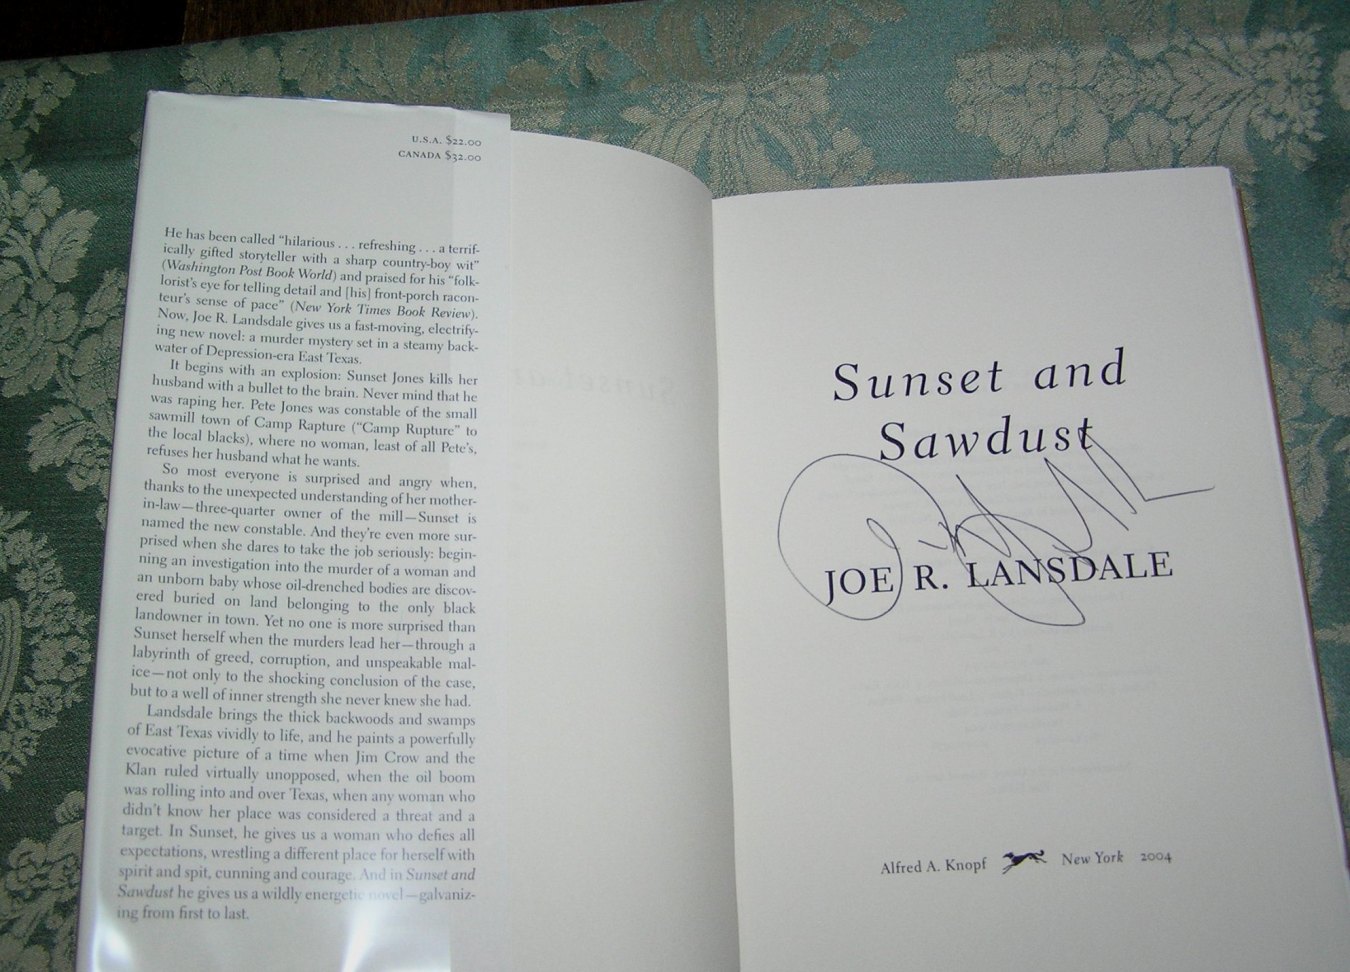 U.S.A. $22.00
CANADA $32.00
He has been called “hilarious . . . refreshing . . . a terrif-
ically gifted storyteller with a sharp country-boy wit”
(Washington Post Book World) and praised for his “folk-
lorist’s eye for telling detail and [his] front-porch racon-
teur’s sense of pace” (New York Times Book Review).
Now, Joe R. Landsdale gives us a fast-moving, electrify-
ing new novel: a murder mystery set in a steamy back-
water of Depression-era East Texas.
It begins with an explosion: Sunset Jones kills her
husband with a bullet to the brain. Never mind that he
was raping her. Pete Jones was constable of the small
sawmill town of Camp Rapture (“Camp Rupture” to
the local blacks), where no woman, least of all Pete’s,
refuses her husband what he wants.
So most everyone is surprised and angry when,
thanks to the unexpected understanding of her mother-
in-law—three-quarter owner of the mill—Sunset is
named the new constable. And they’re even more sur-
prised when she dares to take the job seriously: begin-
ning an investigation into the murder of a woman and
an unborn baby whose oil-drenched bodies are discov-
ered buried on land belonging to the only black
landowner in town. Yet no one is more surprised than
Sunset herself when the murders lead her—through a
labyrinth of greed, corruption, and unspeakable mal-
ice—not only to the shocking conclusion of the case,
but to a well of inner strength she never knew she had.
Landsdale brings the thick backwoods and swamps
of East Texas vividly to life, and he paints a powerfully
evocative picture of a time when Jim Crow and the
Klan ruled virtually unopposed, when the oil boom
was rolling into and over Texas, when any woman who
didn’t know her place was considered a threat and a
target. In Sunset, he gives us a woman who defies all
expectations, wrestling a different place for herself with
spirit and spit, cunning and courage. And in Sunset and
Sawdust he gives us a wildly energetic novel—galvaniz-
ing from first to last.
Sunset and
Sawdust
JOE R. LANSDALE
Alfred A. Knopf New York 2004